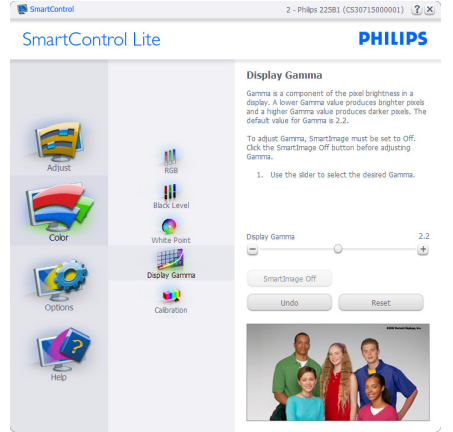 SmartControl
2 - Philips 225B1 (CS30715000001)
? X
SmartControl Lite
PHILIPS
Adjust
Color
Options
Help
RGB
Black Level
White Point
Display Gamma
Calibration
Display Gamma
Gamma is a component of the pixel brightness in a
display. A lower Gamma value produces brighter pixels
and a higher Gamma value produces darker pixels. The
default value for Gamma is 2.2.
To adjust Gamma, SmartImage must be set to Off.
Click the SmartImage Off button before adjusting
Gamma.
1. Use the slider to select the desired Gamma.
Display Gamma 2.2
SmartImage Off
Undo Reset